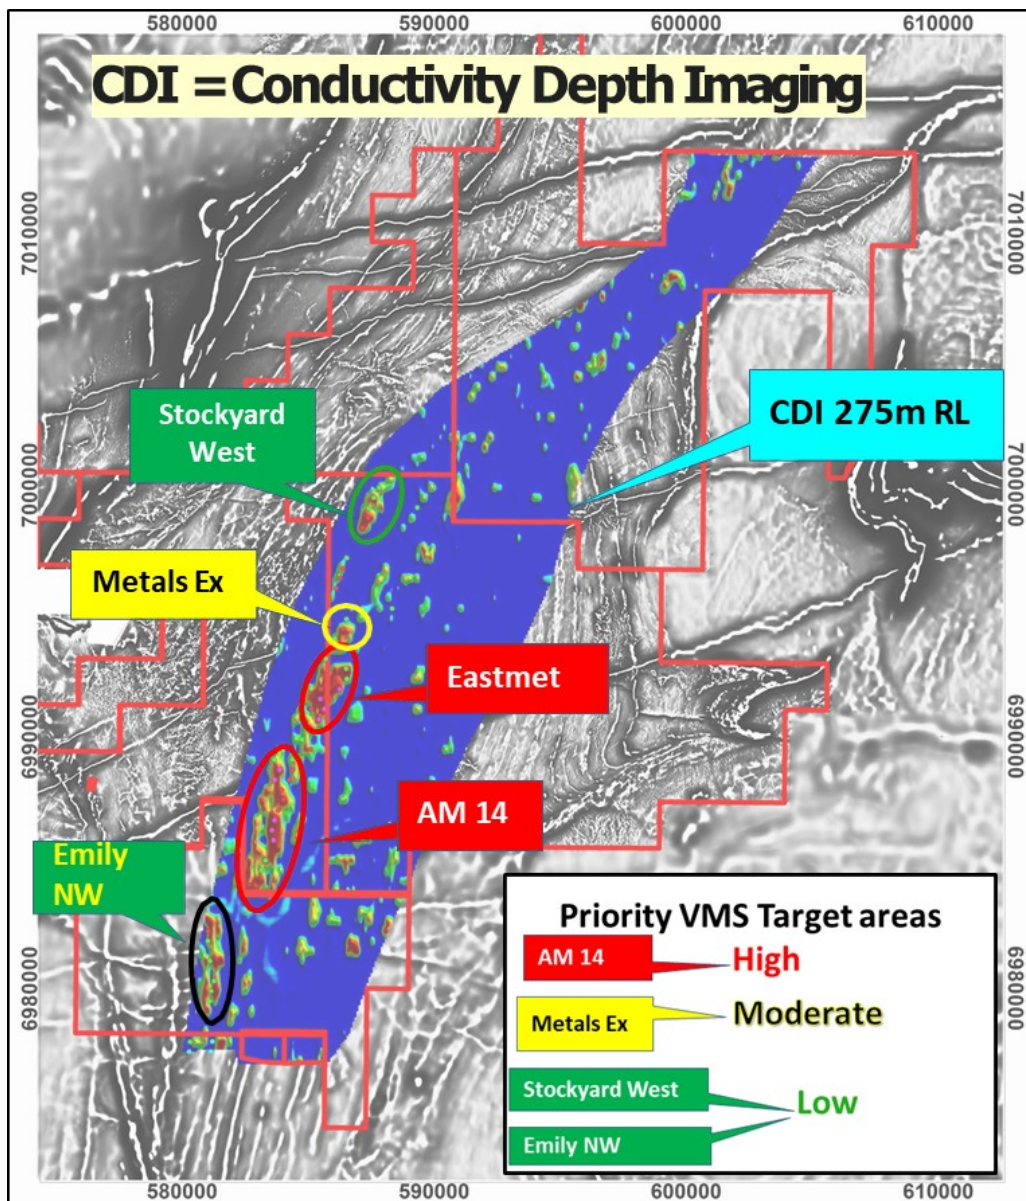 580000 590000 600000 610000
CDI = Conductivity Depth Imaging
7010000
7010000
Stockyard
West
CDI 275m RL
7000000
7000000
Metals Ex
Eastmet
6990000
6990000
AM 14
Emily
NW
Priority VMS Target areas
AM 14 High
Metals Ex Moderate
Stockyard West
Low
Emily NW
6980000
6980000
580000 590000 600000 610000